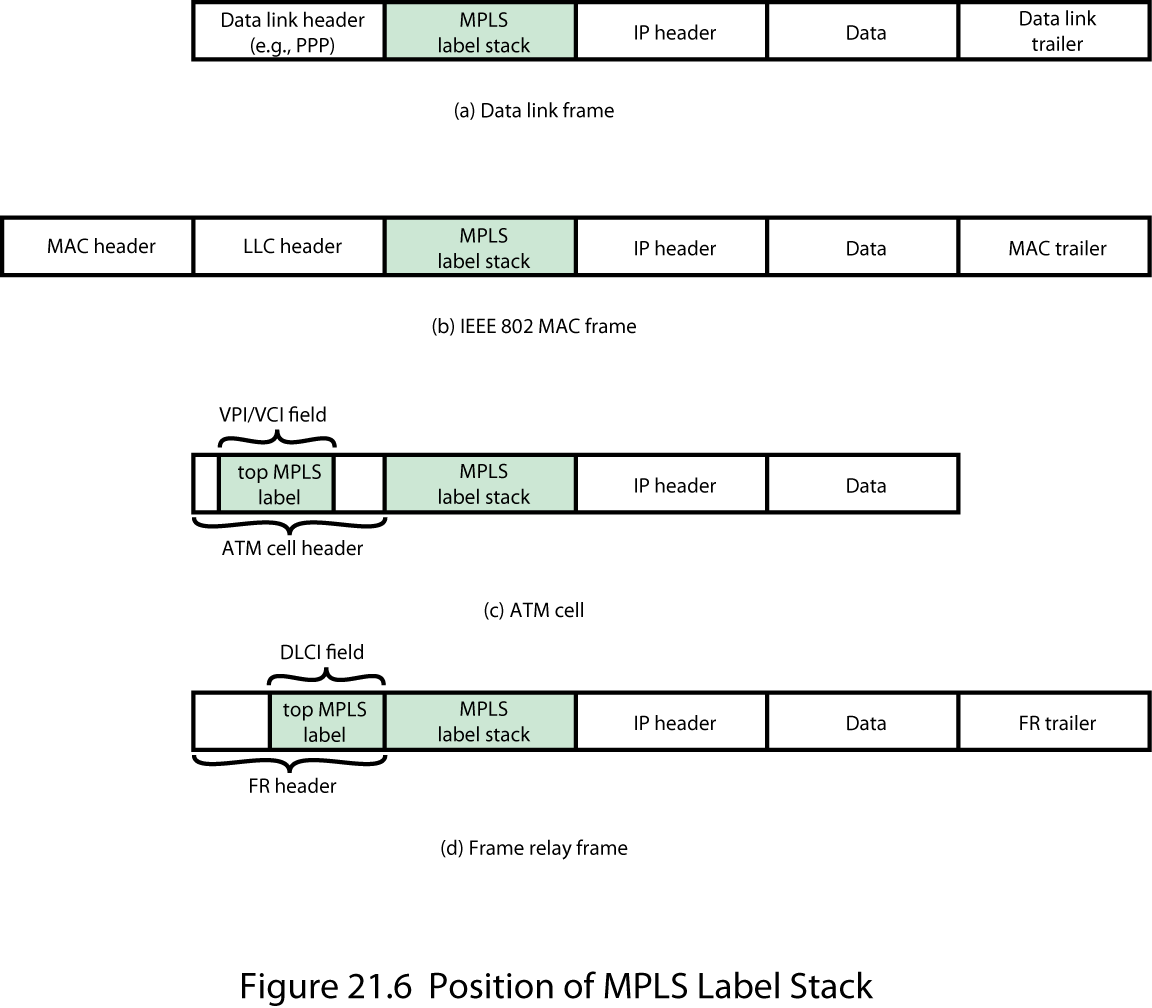 Data link header
(e.g., PPP)
MPLS
label stack
IP header
Data
Data link
trailer
(a) Data link frame
MAC header
LLC header
MPLS
label stack
IP header
Data
MAC trailer
(b) IEEE 802 MAC frame
VPI/VCI field
top MPLS
label
MPLS
label stack
IP header
Data
ATM cell header
(c) ATM cell
DLCI field
top MPLS
label
MPLS
label stack
IP header
Data
FR trailer
FR header
(d) Frame relay frame
Figure 21.6 Position of MPLS Label Stack